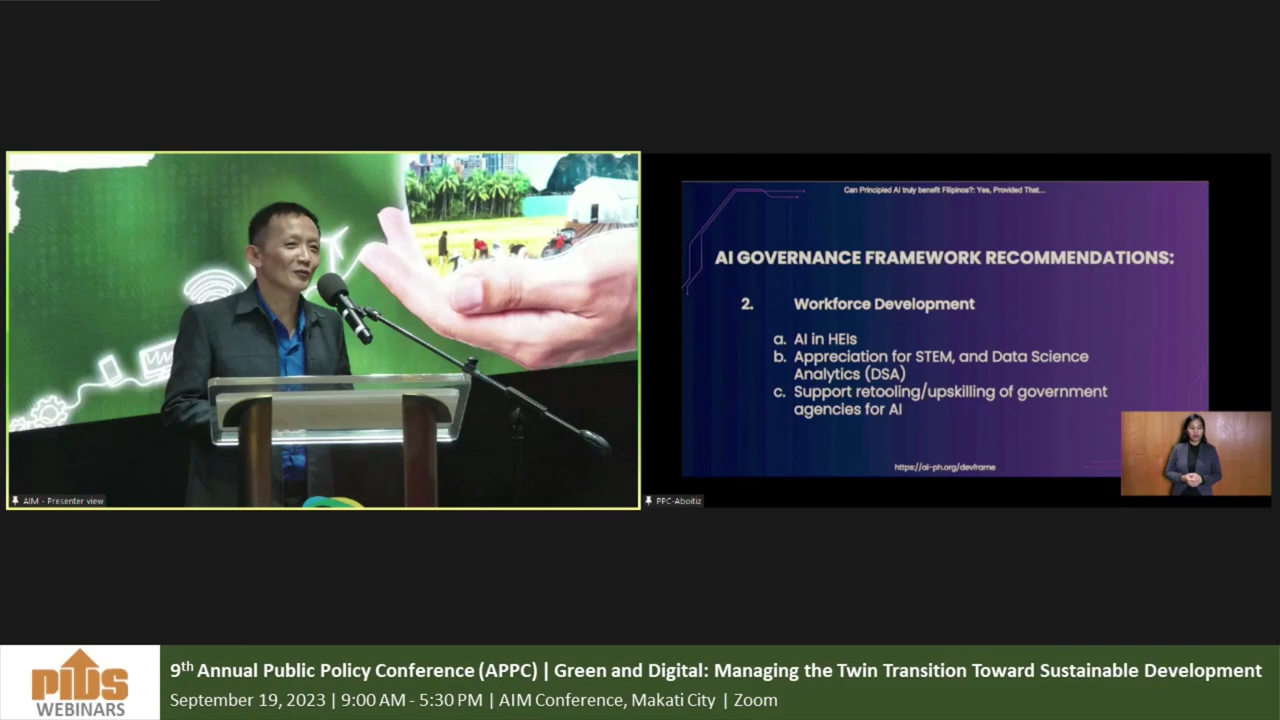 Can Principled AI truly benefit Filipinos?: Yes, Provided That...
AI GOVERNANCE FRAMEWORK RECOMMENDATIONS:
2. Workforce Development
a. AI in HEIs
b. Appreciation for STEM, and Data Science
Analytics (DSA)
c. Support retooling/upskilling of government
agencies for AI
https://ai-ph.org/devframe
AIM - Presenter view
PPC-Aboitiz
PIDS
WEBINARS
9th Annual Public Policy Conference (APPC) | Green and Digital: Managing the Twin Transition Toward Sustainable Development
September 19, 2023 | 9:00 AM - 5:30 PM | AIM Conference, Makati City | Zoom